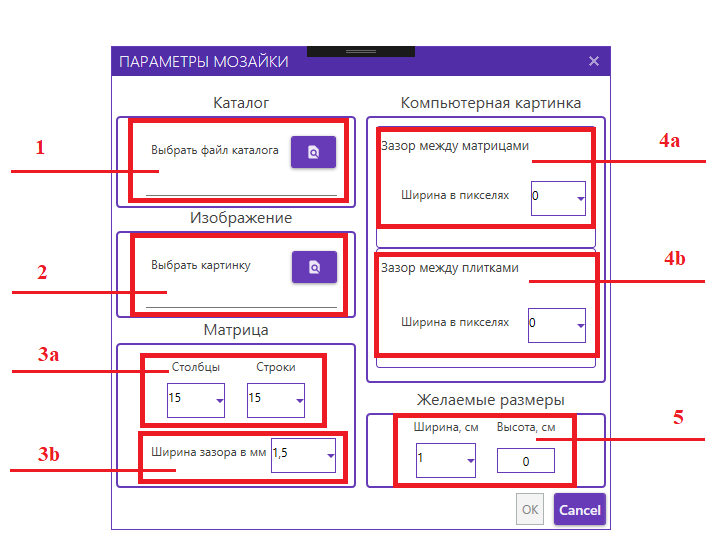 ПАРАМЕТРЫ МОЗАЙКИ
Каталог
1
Выбрать файл каталога
Изображение
2
Выбрать картинку
Матрица
3a
Столбцы Строки
15 15
3b
Ширина зазора в мм 1,5
Компьютерная картинка
4a
Зазор между матрицами
Ширина в пикселях 0
4b
Зазор между плитками
Ширина в пикселях 0
Желаемые размеры
5
Ширина, см Высота, см
1 0
OK Cancel